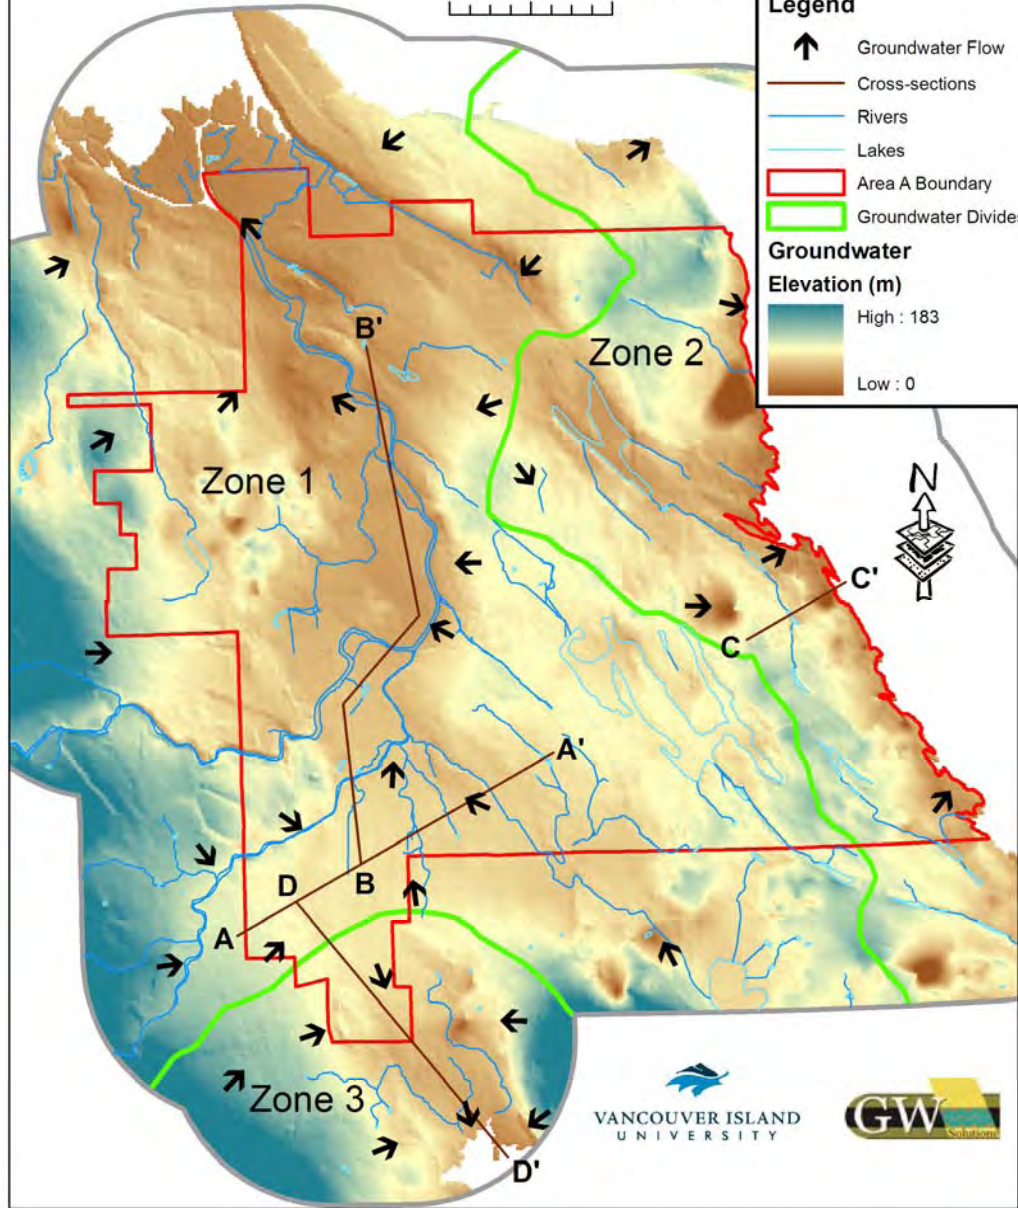 Legend
Groundwater Flow
Cross-sections
Rivers
Lakes
Area A Boundary
Groundwater Divide
Groundwater
Elevation (m)
High : 183
Low : 0
B'
Zone 2
Zone 1
N
C'
C
A'
B
D
A
Zone 3
D'
VANCOUVER ISLAND
UNIVERSITY
GW
Solutions